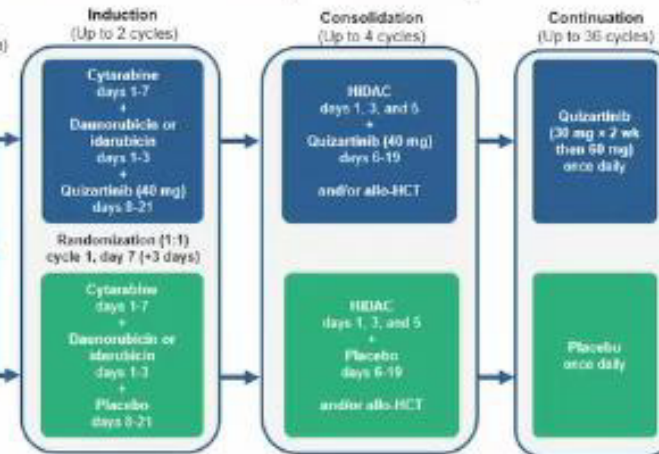 Induction
(Up to 2 cycles)
Cytarabine
days 1-7
+
Daunorubicin or
idarubicin
days 1-3
+
Quizartinib (40 mg)
days 8-21
Randomization (1:1)
cycle 1, day 7 (+3 days)
Cytarabine
days 1-7
+
Daunorubicin or
idarubicin
days 1-3
+
Placebo
days 8-21
Consolidation
(Up to 4 cycles)
HiDAC
days 1, 3, and 5
+
Quizartinib (40 mg)
days 6-19
and/or allo-HCT
HiDAC
days 1, 3, and 5
+
Placebo
days 6-19
and/or allo-HCT
Continuation
(Up to 36 cycles)
Quizartinib
(30 mg × 2 wk
then 60 mg)
once daily
Placebo
once daily